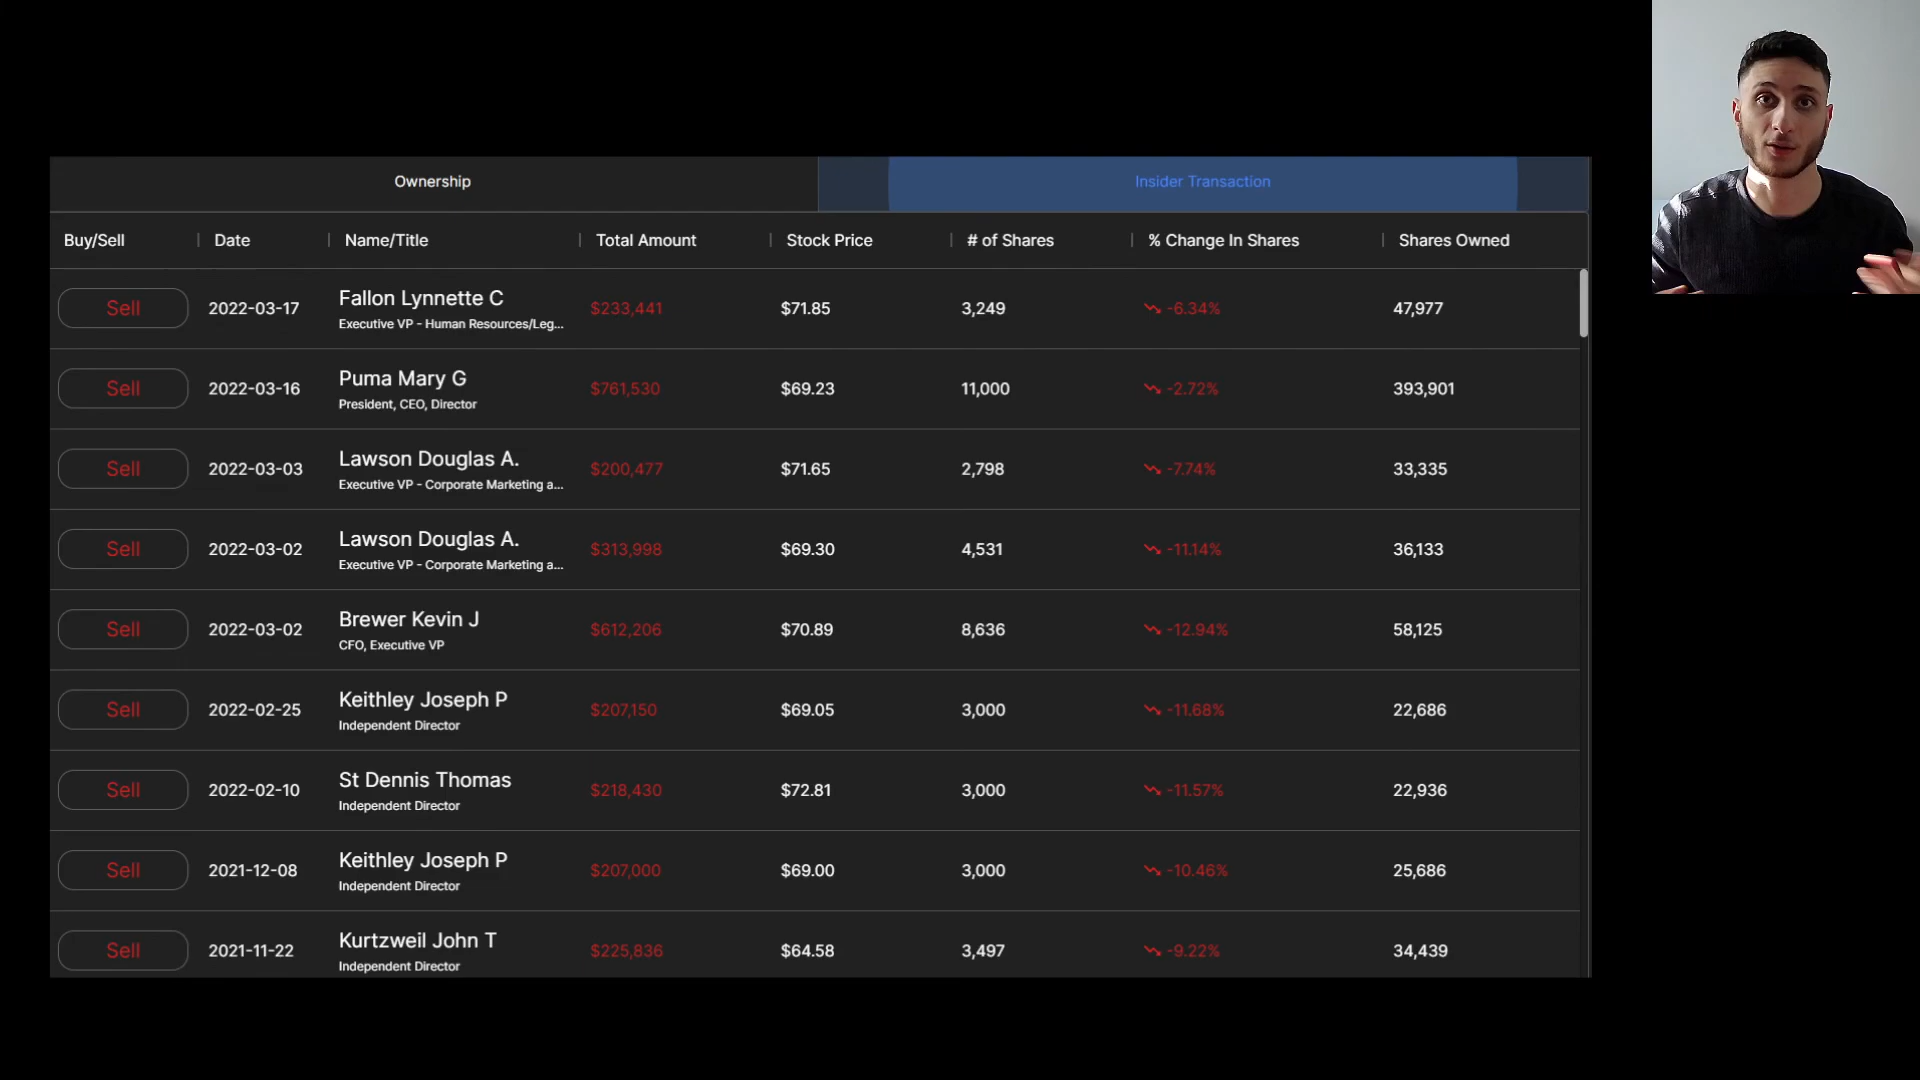 Ownership Insider Transaction
Buy/Sell Date Name/Title Total Amount Stock Price # of Shares % Change In Shares Shares Owned
Sell 2022-03-17 Fallon Lynnette C $233,441 $71.85 3,249 -6.34% 47,977
Executive VP - Human Resources/Leg...
Sell 2022-03-16 Puma Mary G $761,530 $69.23 11,000 -2.72% 393,901
President, CEO, Director
Sell 2022-03-03 Lawson Douglas A. $200,477 $71.65 2,798 -7.74% 33,335
Executive VP - Corporate Marketing a...
Sell 2022-03-02 Lawson Douglas A. $313,998 $69.30 4,531 -11.14% 36,133
Executive VP - Corporate Marketing a...
Sell 2022-03-02 Brewer Kevin J $612,206 $70.89 8,636 -12.94% 58,125
CFO, Executive VP
Sell 2022-02-25 Keithley Joseph P $207,150 $69.05 3,000 -11.68% 22,686
Independent Director
Sell 2022-02-10 St Dennis Thomas $218,430 $72.81 3,000 -11.57% 22,936
Independent Director
Sell 2021-12-08 Keithley Joseph P $207,000 $69.00 3,000 -10.46% 25,686
Independent Director
Sell 2021-11-22 Kurtzweil John T $225,836 $64.58 3,497 -9.22% 34,439
Independent Director